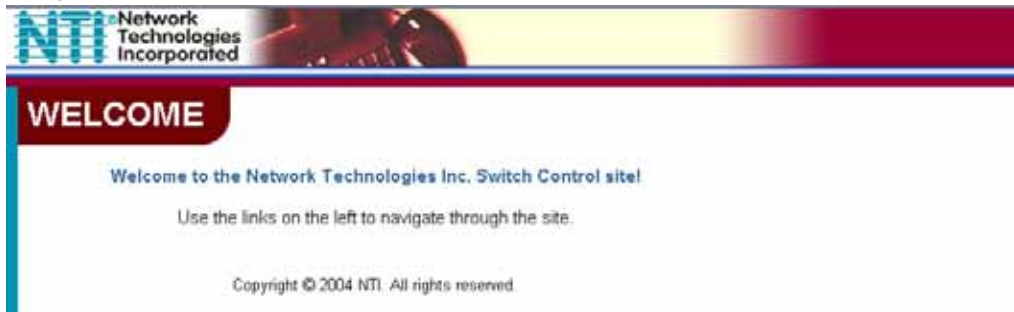 NTI Network
Technologies
Incorporated
WELCOME
Welcome to the Network Technologies Inc. Switch Control site!
Use the links on the left to navigate through the site.
Copyright © 2004 NTI. All rights reserved.